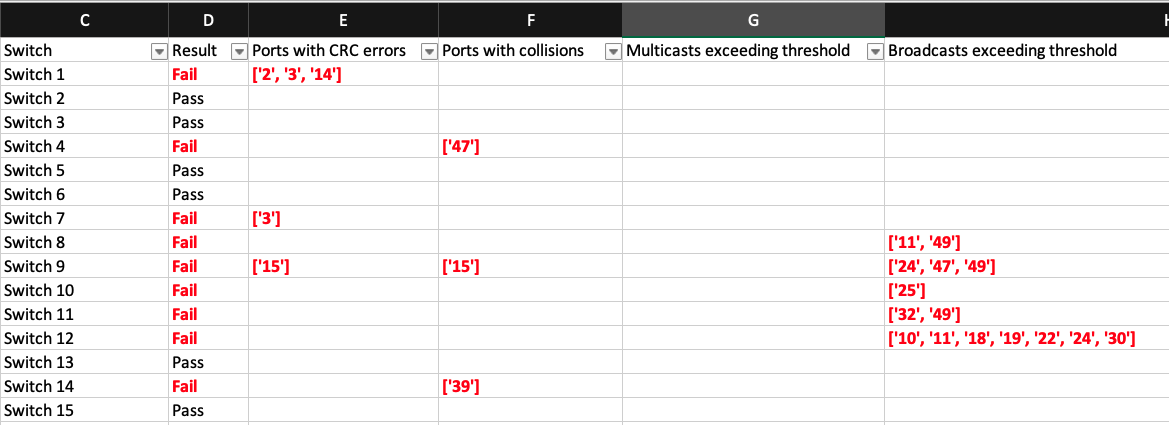 C D E F G
Switch Result Ports with CRC errors Ports with collisions Multicasts exceeding threshold Broadcasts exceeding threshold
Switch 1 Fail ['2', '3', '14']
Switch 2 Pass
Switch 3 Pass
Switch 4 Fail ['47']
Switch 5 Pass
Switch 6 Pass
Switch 7 Fail ['3']
Switch 8 Fail ['11', '49']
Switch 9 Fail ['15'] ['15'] ['24', '47', '49']
Switch 10 Fail ['25']
Switch 11 Fail ['32', '49']
Switch 12 Fail ['10', '11', '18', '19', '22', '24', '30']
Switch 13 Pass
Switch 14 Fail ['39']
Switch 15 Pass